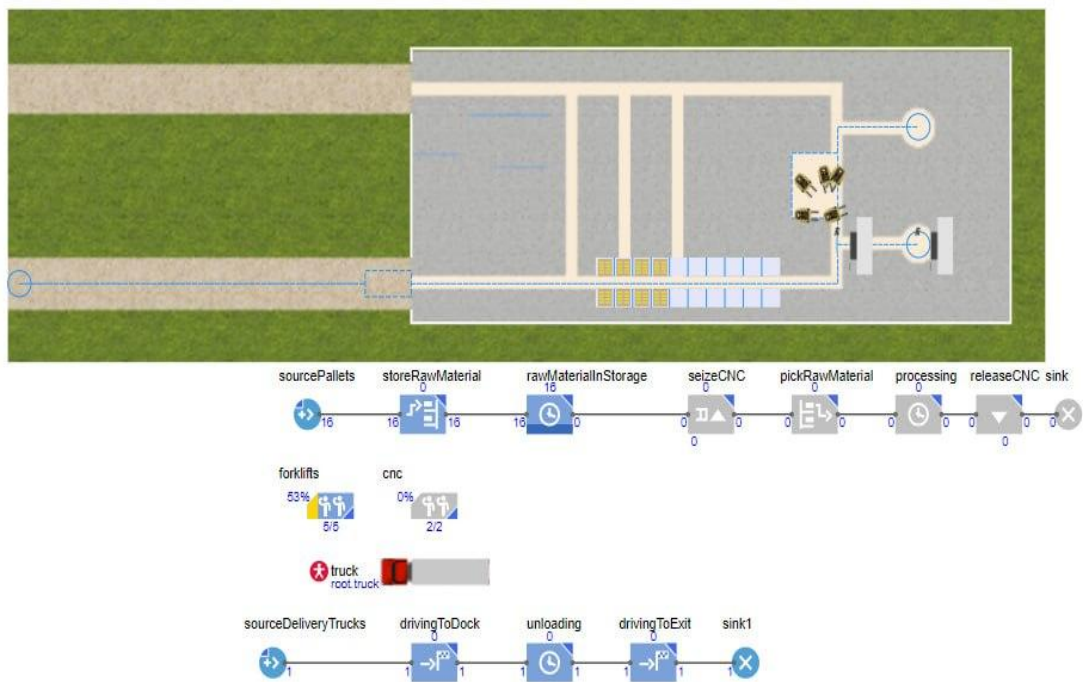 sourcePallets storeRawMaterial rawMaterialInStorage seizeCNC pickRawMaterial processing releaseCNC sink
0 16 0 0 0 0
16 16 16 16 0 0 0 0 0 0 0 0 0 0
0 0
forklifts cnc
53% 0%
5/5 2/2
truck
root.truck
sourceDeliveryTrucks drivingToDock unloading drivingToExit sink1
0 0 0
1 1 1 1 1 1 1 1